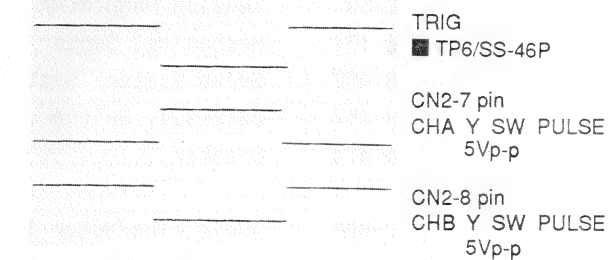 TRIG
■ TP6/SS-46P
CN2-7 pin
CHA Y SW PULSE
5Vp-p
CN2-8 pin
CHB Y SW PULSE
5Vp-p